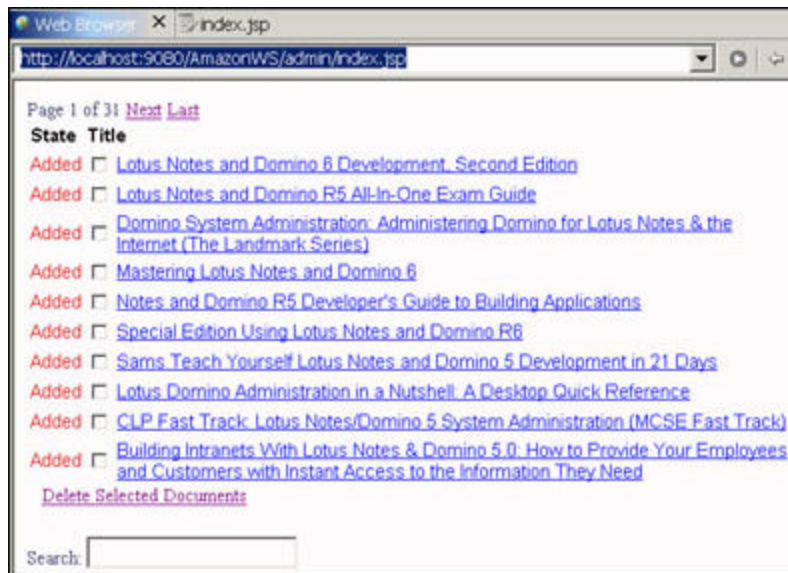 Web Browser index.jsp
http://localhost:9080/AmazonWS/admin/index.jsp
Page 1 of 31 Next Last
State Title
Added Lotus Notes and Domino 6 Development, Second Edition
Added Lotus Notes and Domino R5 All-In-One Exam Guide
Added Domino System Administration: Administering Domino for Lotus Notes & the
Internet (The Landmark Series)
Added Mastering Lotus Notes and Domino 6
Added Notes and Domino R5 Developer's Guide to Building Applications
Added Special Edition Using Lotus Notes and Domino R6
Added Sams Teach Yourself Lotus Notes and Domino 5 Development in 21 Days
Added Lotus Domino Administration in a Nutshell: A Desktop Quick Reference
Added CLP Fast Track: Lotus Notes/Domino 5 System Administration (MCSE Fast Track)
Added Building Intranets With Lotus Notes & Domino 5.0: How to Provide Your Employees
and Customers with Instant Access to the Information They Need
Delete Selected Documents
Search: